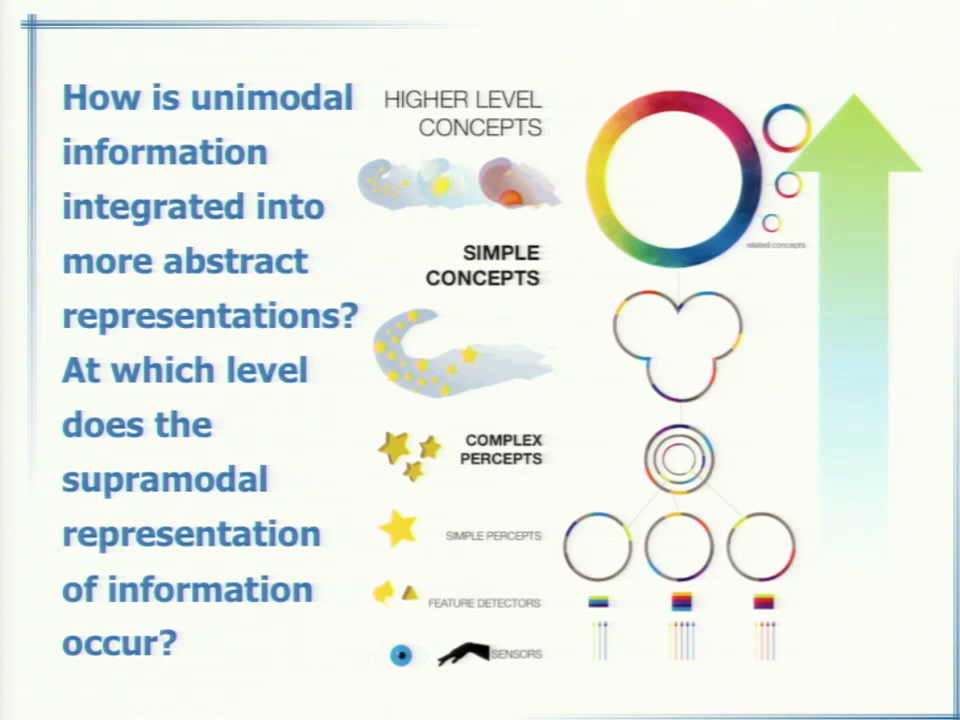 How is unimodal
information
integrated into
more abstract
representations?
At which level
does the
supramodal
representation
of information
occur?
HIGHER LEVEL
CONCEPTS
related concepts
SIMPLE
CONCEPTS
COMPLEX
PERCEPTS
SIMPLE PERCEPTS
FEATURE DETECTORS
SENSORS